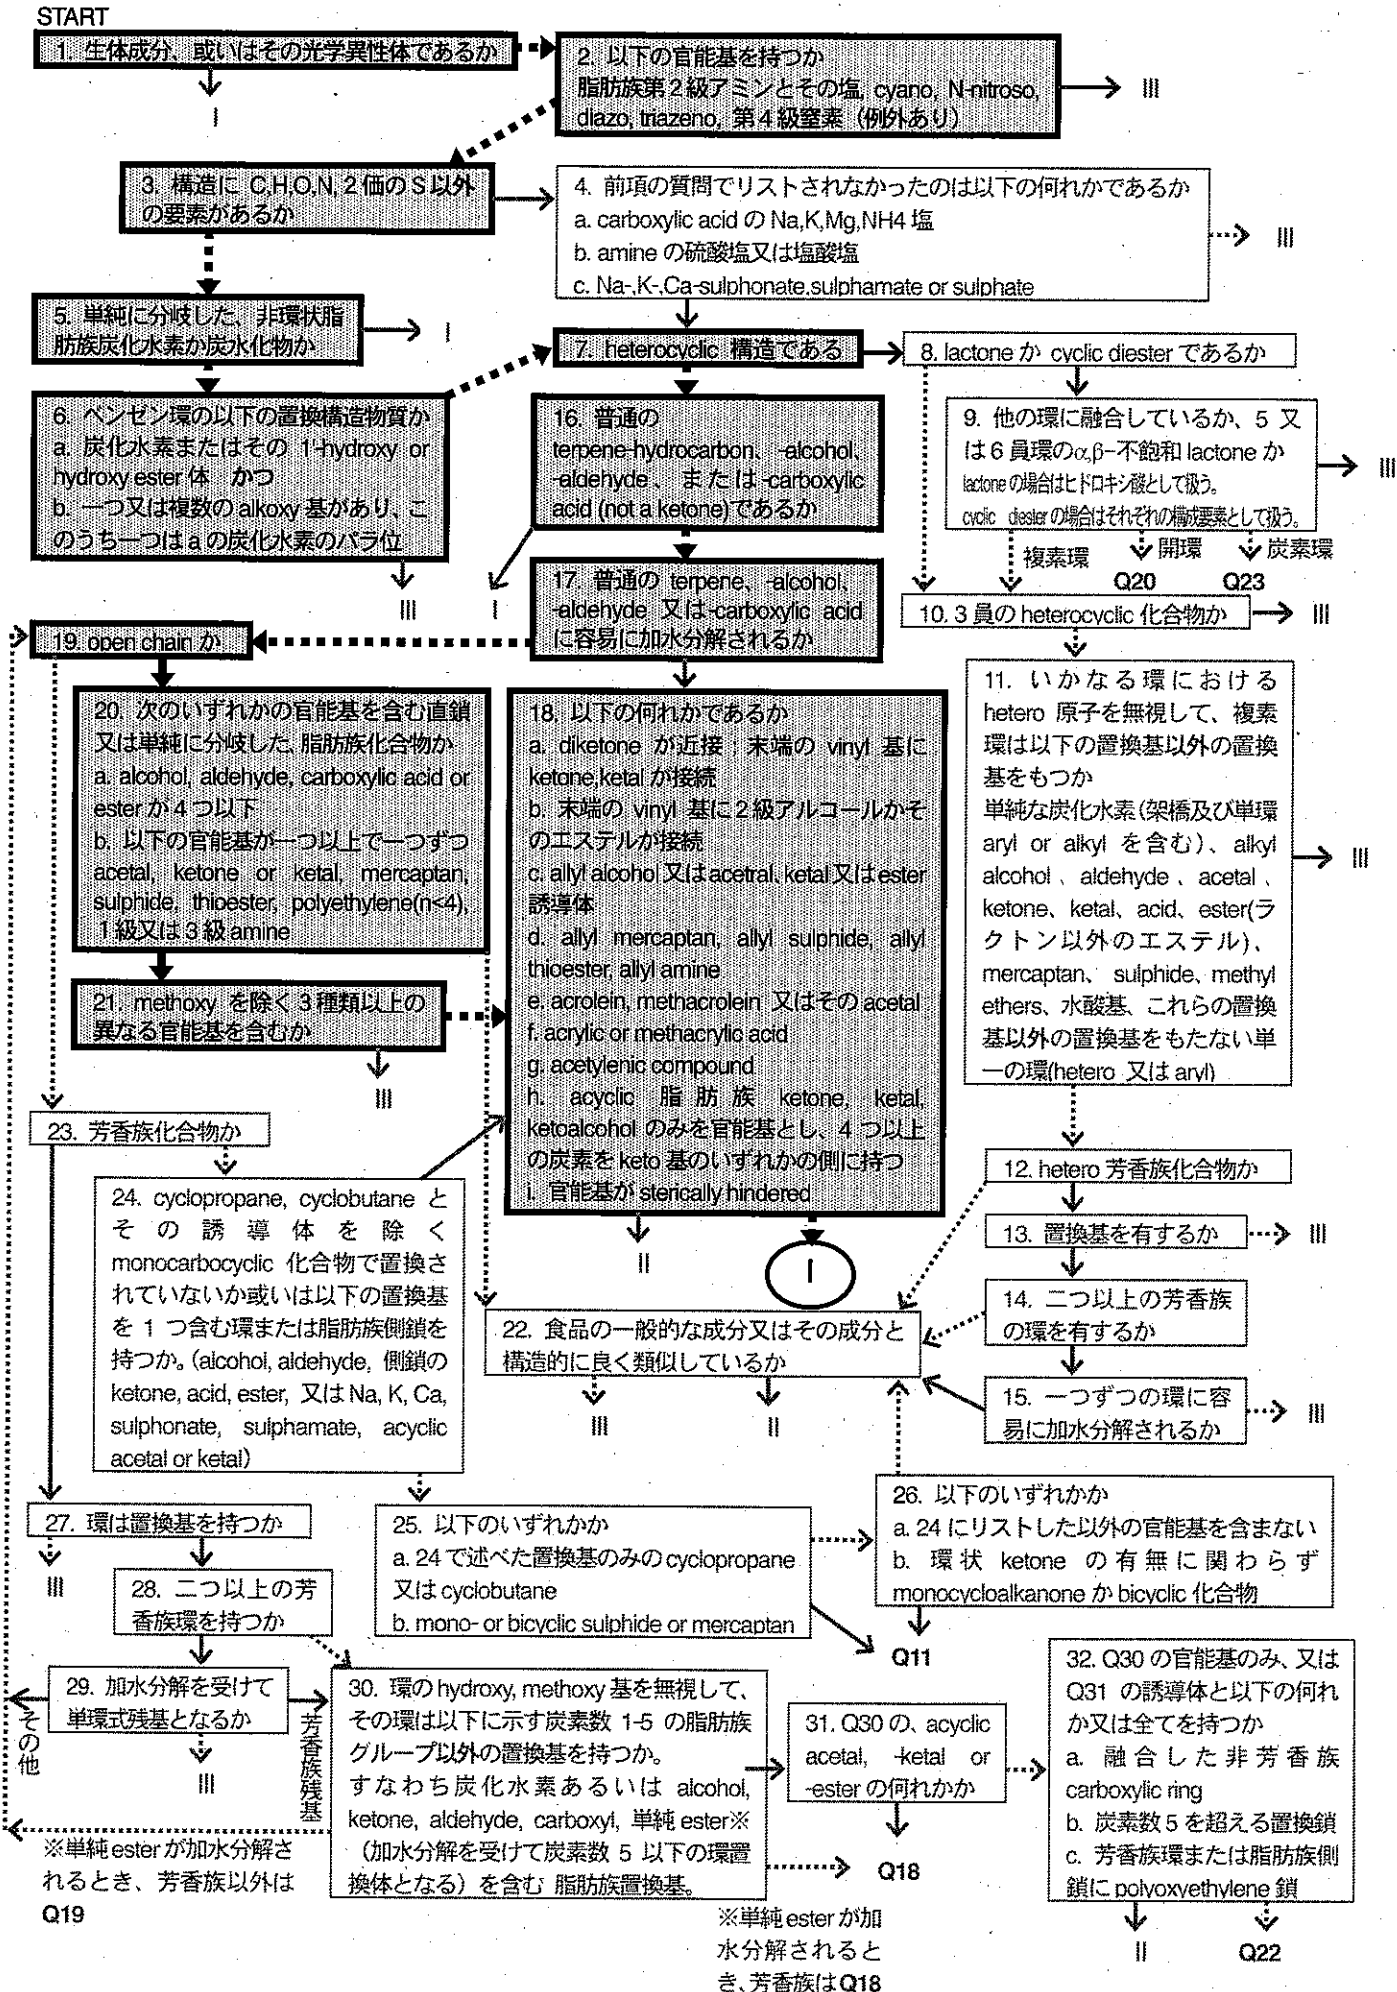 START
1. 生体成分、或いはその光学異性体であるか
I
2. 以下の官能基を持つか
脂肪族第2級アミンとその塩, cyano, N-nitroso,
diazo, triazeno, 第4級窒素（例外あり）
III
3. 構造に C,H,O,N, 2価のS以外
の要素があるか
4. 前項の質問でリストされなかったのは以下の何れかであるか
a. carboxylic acid の Na,K,Mg,NH4 塩
b. amine の硫酸塩又は塩酸塩
c. Na-,K-,Ca-sulphonate,sulphamate or sulphate
III
5. 単純に分岐した、非環状脂
肪族炭化水素か炭水化物か
I
6. ベンゼン環の以下の置換構造物質か
a. 炭化水素またはその 1'-hydroxy or
hydroxy ester 体 かつ
b. 一つ又は複数の alkoxy 基があり、こ
のうち一つは a の炭化水素のパラ位
III
7. heterocyclic 構造である
8. lactone か cyclic diester であるか
9. 他の環に融合しているか、5 又
は 6 員環のα,β-不飽和 lactone か
lactone の場合はヒドロキシ酸として扱う。
cyclic diester の場合はそれぞれの構成要素として扱う。
III
複素環
開環
炭素環
Q20
Q23
10. 3 員の heterocyclic 化合物か
III
16. 普通の
terpene-hydrocarbon、-alcohol、
-aldehyde、または-carboxylic
acid (not a ketone)であるか
I
17. 普通の terpene、-alcohol、
-aldehyde 又は-carboxylic acid
に容易に加水分解されるか
19. open chain か
11. いかなる環における
hetero 原子を無視して、複素
環は以下の置換基以外の置換
基をもつか
単純な炭化水素(架橋及び単環
aryl or alkyl を含む)、alkyl
alcohol、aldehyde、acetal、
ketone、ketal、acid、ester(ラ
クトン以外のエステル)、
mercaptan、sulphide、methyl
ethers、水酸基、これらの置換
基以外の置換基をもたない単
一の環(hetero 又は aryl)
III
20. 次のいずれかの官能基を含む直鎖
又は単純に分岐した, 脂肪族化合物か
a. alcohol, aldehyde, carboxylic acid or
ester が 4 つ以下
b. 以下の官能基が一つ以上で一つずつ
acetal, ketone or ketal, mercaptan,
sulphide, thioester, polyethylene(n<4),
1級又は3級 amine
21. methoxy を除く3種類以上の
異なる官能基を含むか
III
18. 以下の何れかであるか
a. diketone が近接；末端の vinyl 基に
ketone,ketal が接続
b. 末端の vinyl 基に2級アルコールかそ
のエステルが接続
c. allyl alcohol 又は acetral, ketal 又は ester
誘導体
d. allyl mercaptan, allyl sulphide, allyl
thioester, allyl amine
e. acrolein, methacrolein 又はその acetal
f. acrylic or methacrylic acid
g. acetylenic compound
h. acyclic 脂肪族 ketone, ketal,
ketoalcohol のみを官能基とし、4 つ以上
の炭素を keto 基のいずれかの側に持つ
i. 官能基が sterically hindered
II
I
23. 芳香族化合物か
24. cyclopropane, cyclobutane と
その誘導体を除く
monocarbocyclic 化合物で置換さ
れていないか或いは以下の置換基
を 1 つ含む環または脂肪族側鎖を
持つか。(alcohol, aldehyde, 側鎖の
ketone, acid, ester, 又は Na, K, Ca,
sulphonate, sulphamate, acyclic
acetal or ketal)
12. hetero 芳香族化合物か
13. 置換基を有するか
III
14. 二つ以上の芳香族
の環を有するか
15. 一つずつの環に容
易に加水分解されるか
III
22. 食品の一般的な成分又はその成分と
構造的に良く類似しているか
III
II
25. 以下のいずれかか
a. 24 で述べた置換基のみの cyclopropane
又は cyclobutane
b. mono- or bicyclic sulphide or mercaptan
26. 以下のいずれかか
a. 24 にリストした以外の官能基を含まない
b. 環状 ketone の有無に関わらず
monocycloalkanone か bicyclic 化合物
Q11
27. 環は置換基を持つか
III
28. 二つ以上の芳
香族環を持つか
29. 加水分解を受けて
単環式残基となるか
その他
III
芳香族残基
30. 環の hydroxy, methoxy 基を無視して、
その環は以下に示す炭素数 1-5 の脂肪族
グループ以外の置換基を持つか。
すなわち炭化水素あるいは alcohol,
ketone, aldehyde, carboxyl, 単純 ester※
（加水分解を受けて炭素数 5 以下の環置
換体となる）を含む 脂肪族置換基。
※単純 ester が加水分解さ
れるとき、芳香族以外は
Q19
31. Q30 の、acyclic
acetal, -ketal or
-ester の何れかか
Q18
※単純 ester が加
水分解されると
き、芳香族は Q18
32. Q30 の官能基のみ、又は
Q31 の誘導体と以下の何れ
か又は全てを持つか
a. 融合した非芳香族
carboxylic ring
b. 炭素数 5 を超える置換鎖
c. 芳香族環または脂肪族側
鎖に polyoxyethylene 鎖
II
Q22